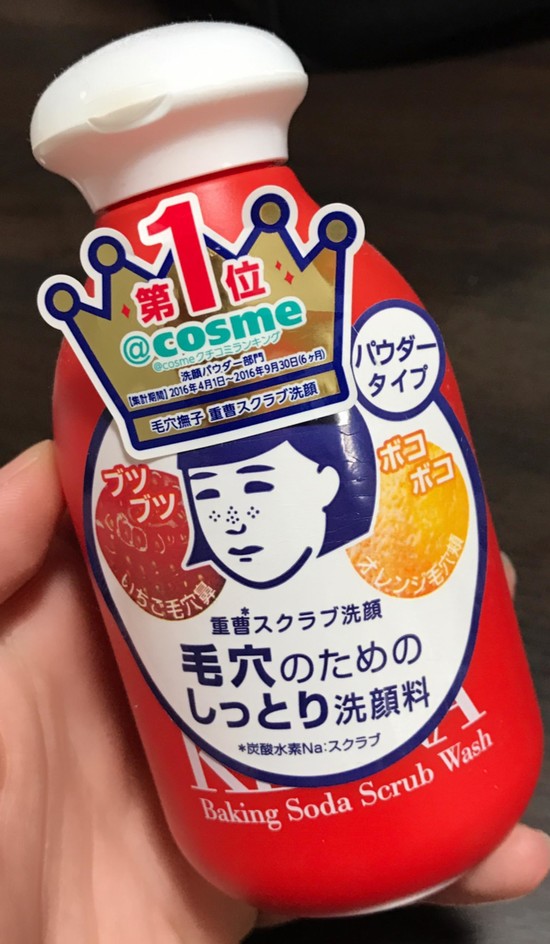 第1位
@cosme
@cosmeクチコミランキング
洗顔パウダー部門
【集計期間】2016年4月1日~2016年9月30日(6ヶ月)
毛穴撫子 重曹スクラブ洗顔
パウダー
タイプ
ブツ
ブツ
いちご毛穴鼻
ボコ
ボコ
オレンジ毛穴頬
重曹*スクラブ洗顔
毛穴のための
しっとり洗顔料
*炭酸水素Na:スクラブ
Baking Soda Scrub Wash